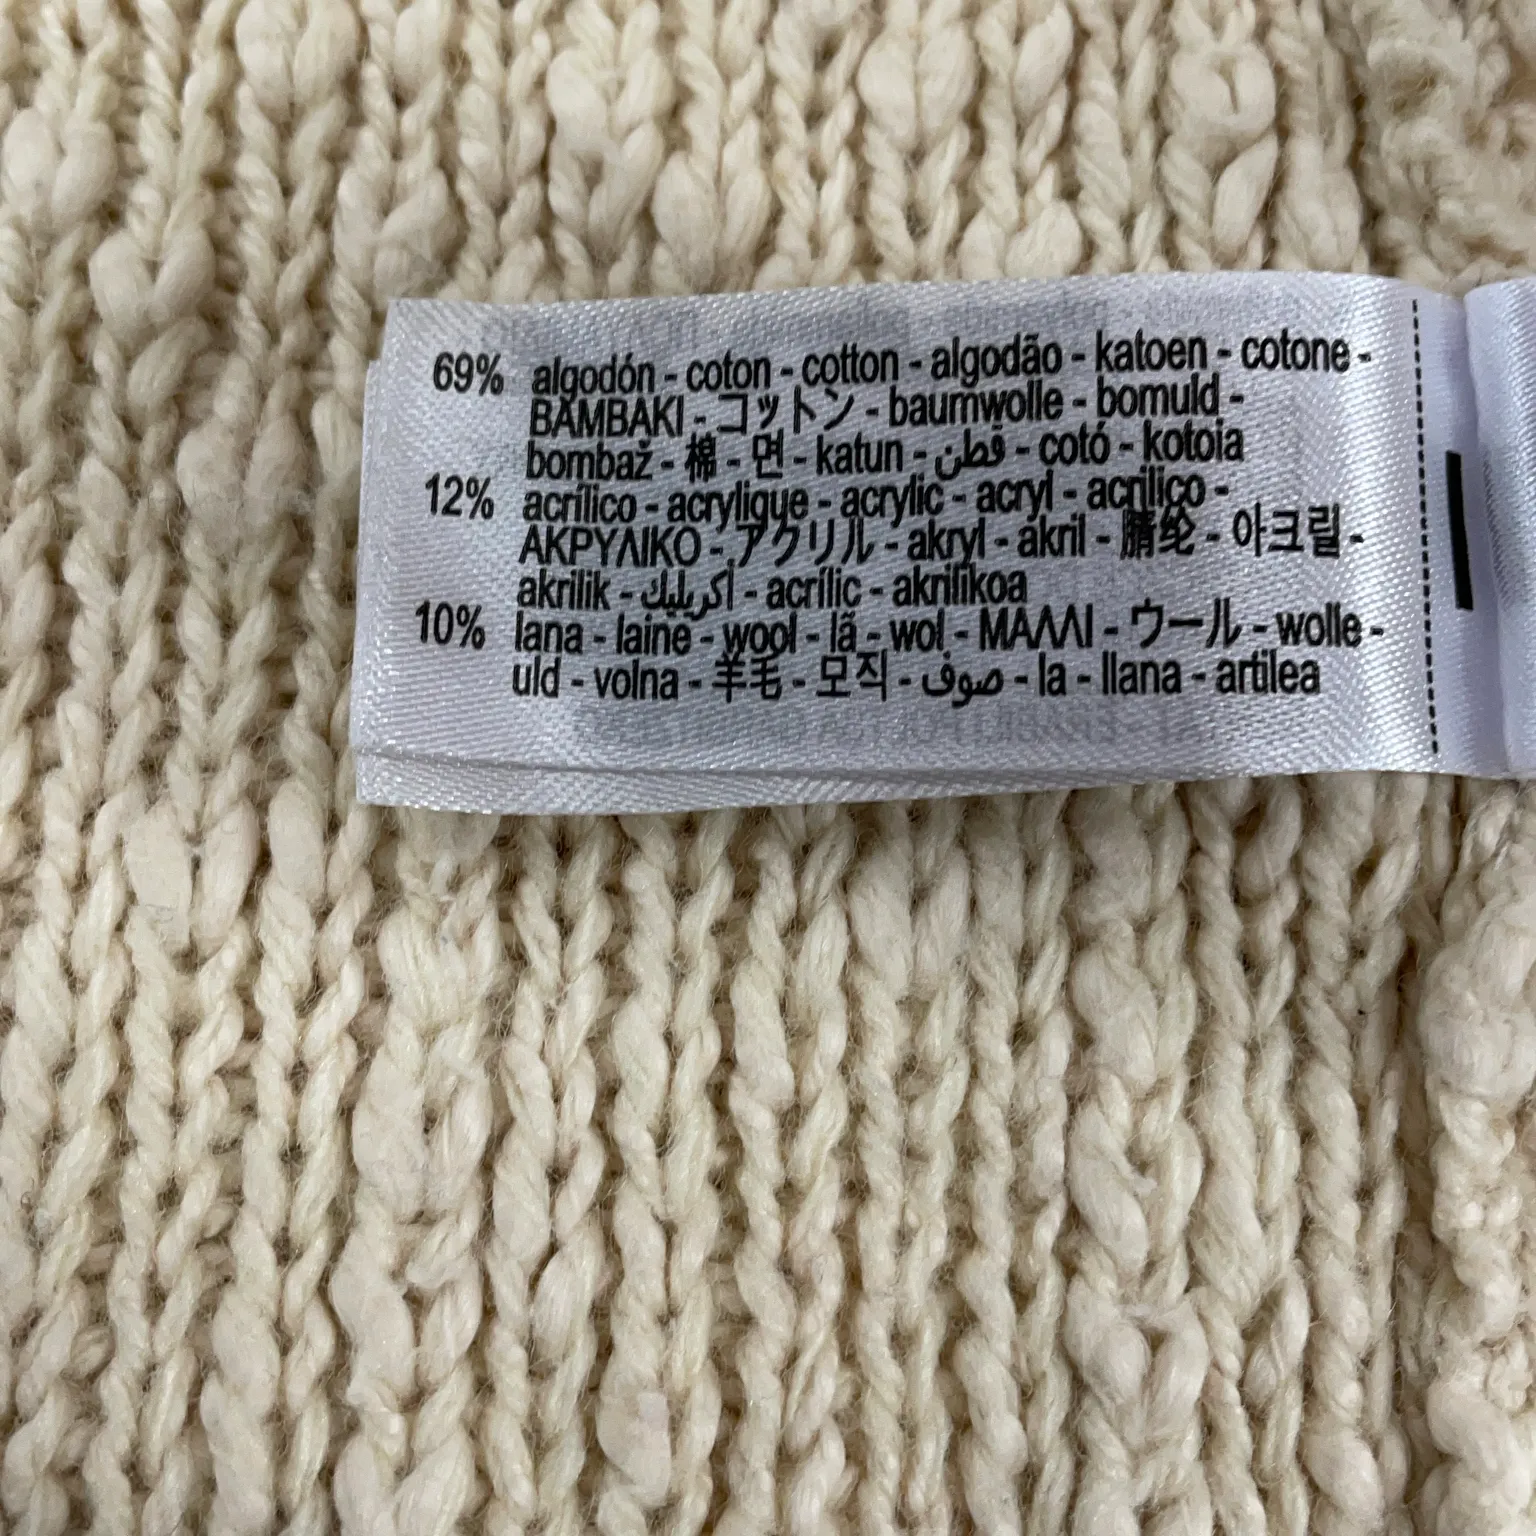 69% algodón - coton - cotton - algodão - katoen - cotone -
BAMBAKI - コットン - baumwolle - bomuld -
bombaž - 棉 - 면 - katun - قطن - cotó - kotoia
12% acrílico - acrylique - acrylic - acryl - acrilico -
ΑΚΡΥΛΙΚΟ - アクリル - akryl - akril - 腈纶 - 아크릴 -
akrilik - اكريليك - acrílic - akrilikoa
10% lana - laine - wool - lã - wol - ΜΑΛΛΙ - ウール - wolle -
uld - volna - 羊毛 - 모직 - صوف - la - llana - artilea